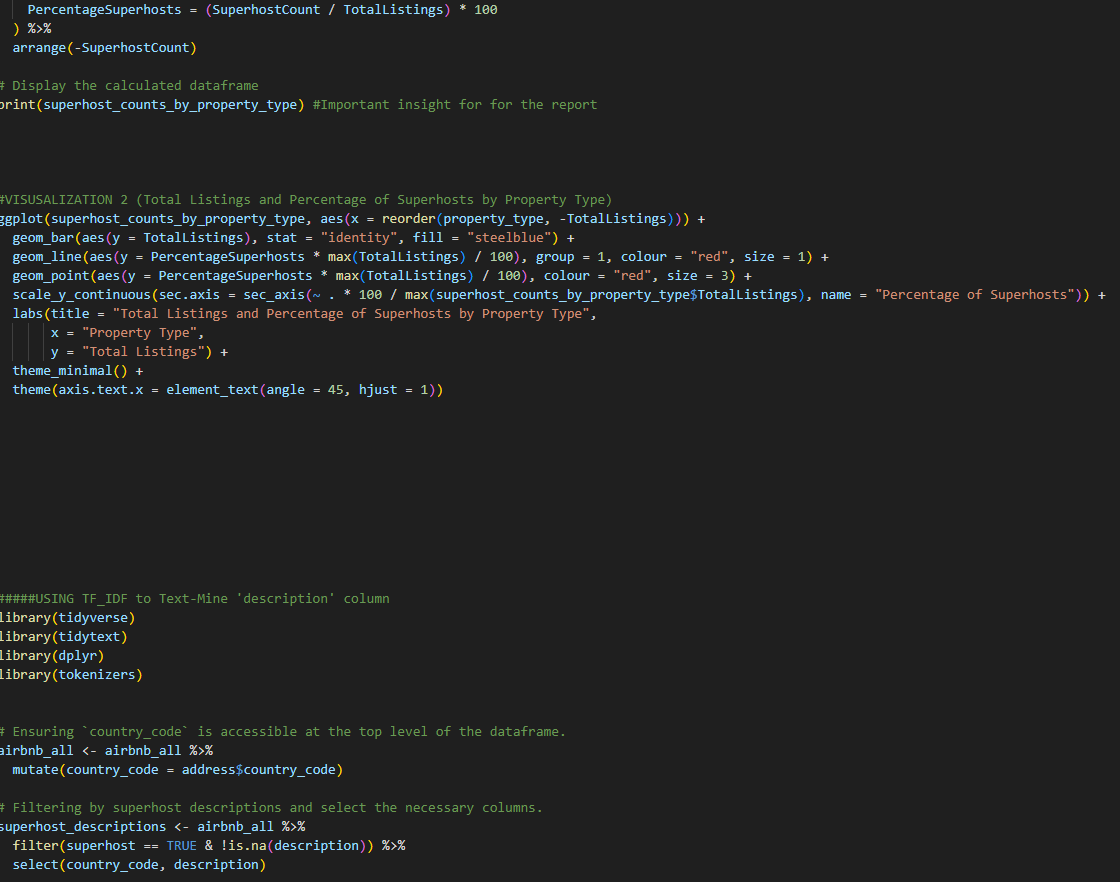 PercentageSuperhosts = (SuperhostCount / TotalListings) * 100
) %>%
arrange(-SuperhostCount)
# Display the calculated dataframe
print(superhost_counts_by_property_type) #Important insight for for the report
#VISUSALIZATION 2 (Total Listings and Percentage of Superhosts by Property Type)
ggplot(superhost_counts_by_property_type, aes(x = reorder(property_type, -TotalListings))) +
geom_bar(aes(y = TotalListings), stat = "identity", fill = "steelblue") +
geom_line(aes(y = PercentageSuperhosts * max(TotalListings) / 100), group = 1, colour = "red", size = 1) +
geom_point(aes(y = PercentageSuperhosts * max(TotalListings) / 100), colour = "red", size = 3) +
scale_y_continuous(sec.axis = sec_axis(~ . * 100 / max(superhost_counts_by_property_type$TotalListings), name = "Percentage of Superhosts")) +
labs(title = "Total Listings and Percentage of Superhosts by Property Type",
x = "Property Type",
y = "Total Listings") +
theme_minimal() +
theme(axis.text.x = element_text(angle = 45, hjust = 1))
#####USING TF_IDF to Text-Mine 'description' column
library(tidyverse)
library(tidytext)
library(dplyr)
library(tokenizers)
# Ensuring `country_code` is accessible at the top level of the dataframe.
airbnb_all <- airbnb_all %>%
mutate(country_code = address$country_code)
# Filtering by superhost descriptions and select the necessary columns.
superhost_descriptions <- airbnb_all %>%
filter(superhost == TRUE & !is.na(description)) %>%
select(country_code, description)